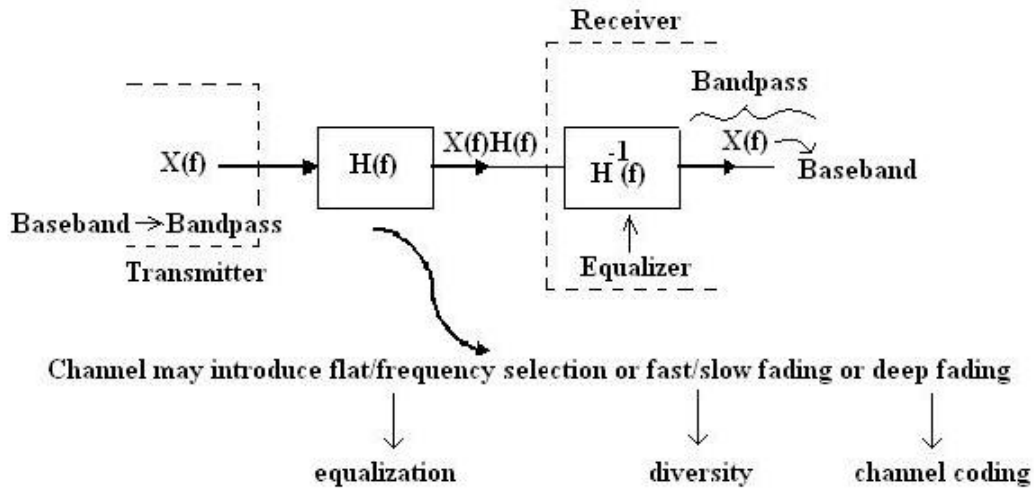 Receiver
Bandpass
X(f)
H(f)
X(f)H(f)
H⁻¹(f)
X(f)
Baseband
Baseband → Bandpass
Transmitter
Equalizer
Channel may introduce flat/frequency selection or fast/slow fading or deep fading
equalization
diversity
channel coding